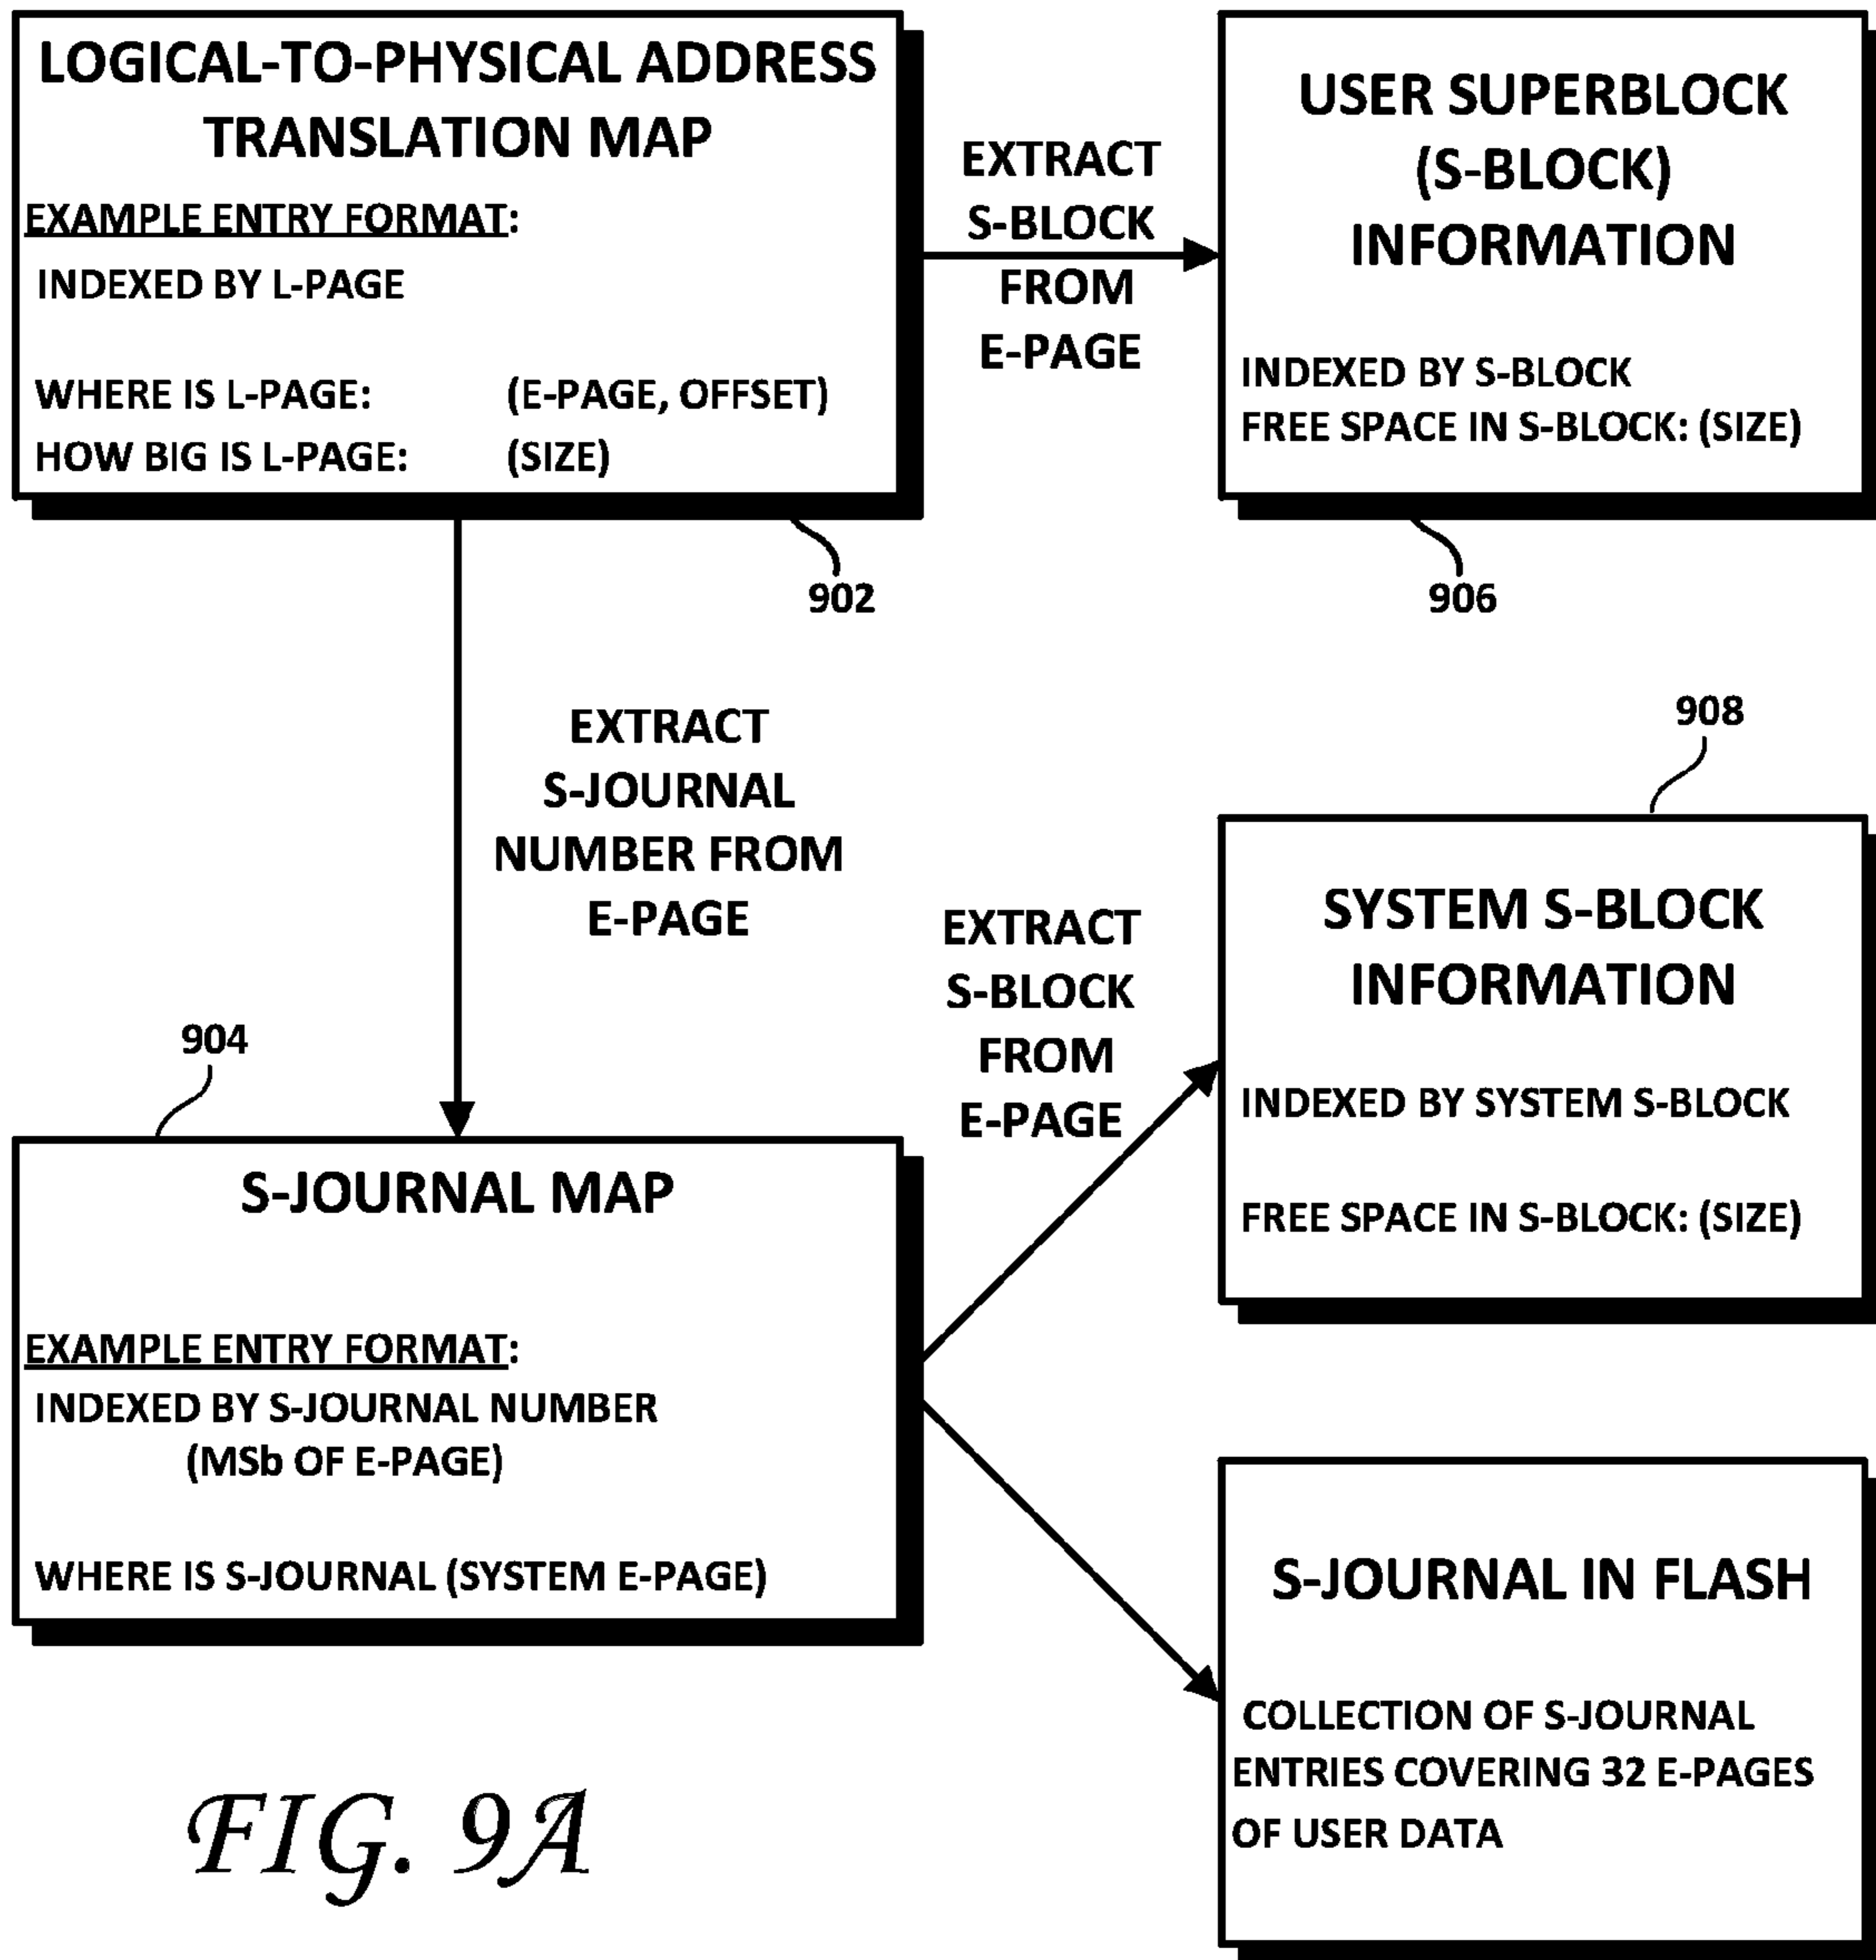 LOGICAL-TO-PHYSICAL ADDRESS
TRANSLATION MAP
EXAMPLE ENTRY FORMAT:
INDEXED BY L-PAGE
WHERE IS L-PAGE: (E-PAGE, OFFSET)
HOW BIG IS L-PAGE: (SIZE)
902
EXTRACT
S-BLOCK
FROM
E-PAGE
USER SUPERBLOCK
(S-BLOCK)
INFORMATION
INDEXED BY S-BLOCK
FREE SPACE IN S-BLOCK: (SIZE)
906
EXTRACT
S-JOURNAL
NUMBER FROM
E-PAGE
904
S-JOURNAL MAP
EXAMPLE ENTRY FORMAT:
INDEXED BY S-JOURNAL NUMBER
(MSb OF E-PAGE)
WHERE IS S-JOURNAL (SYSTEM E-PAGE)
EXTRACT
S-BLOCK
FROM
E-PAGE
908
SYSTEM S-BLOCK
INFORMATION
INDEXED BY SYSTEM S-BLOCK
FREE SPACE IN S-BLOCK: (SIZE)
S-JOURNAL IN FLASH
COLLECTION OF S-JOURNAL
ENTRIES COVERING 32 E-PAGES
OF USER DATA
FIG. 9A